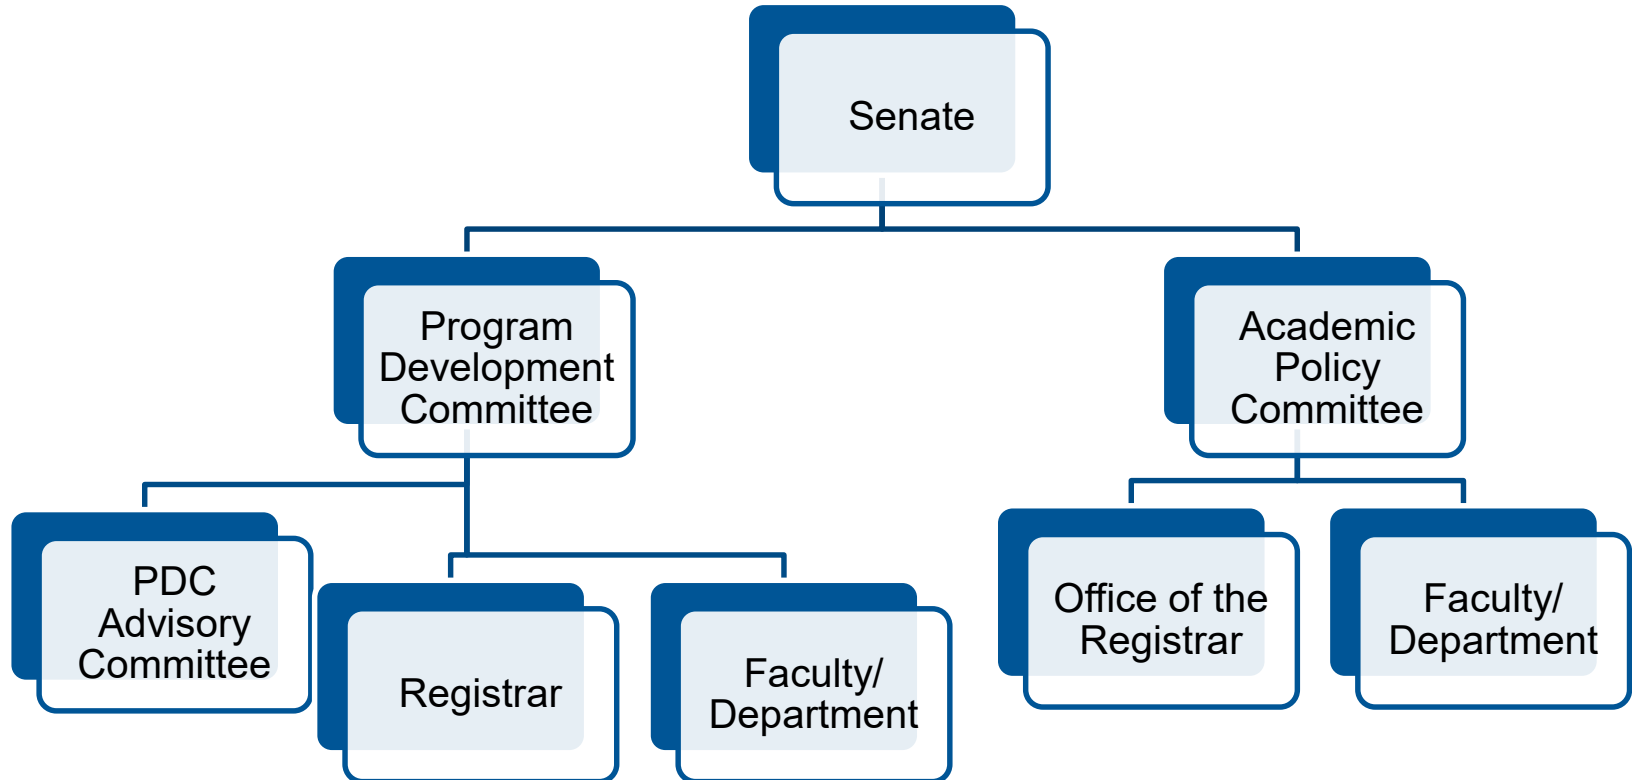 Senate
Program
Development
Committee
Academic
Policy
Committee
PDC
Advisory
Committee
Registrar
Faculty/
Department
Office of the
Registrar
Faculty/
Department